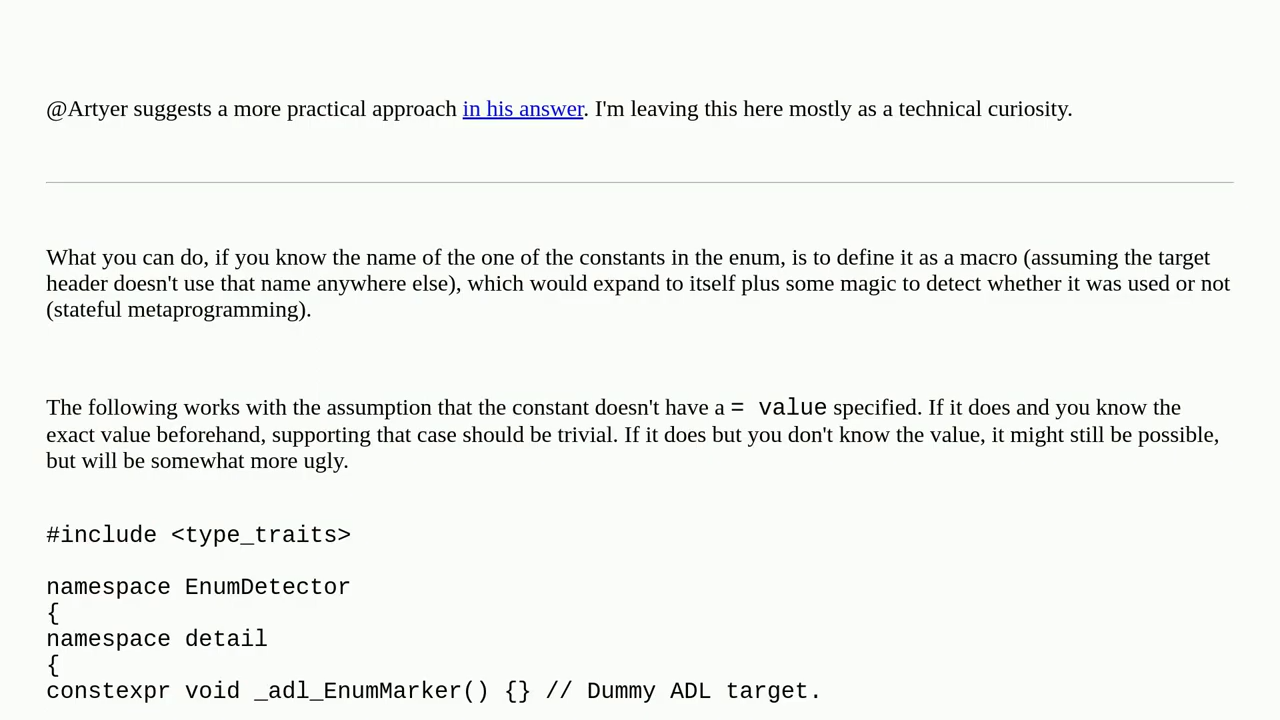 @Artyer suggests a more practical approach in his answer. I'm leaving this here mostly as a technical curiosity.
What you can do, if you know the name of the one of the constants in the enum, is to define it as a macro (assuming the target
header doesn't use that name anywhere else), which would expand to itself plus some magic to detect whether it was used or not
(stateful metaprogramming).
The following works with the assumption that the constant doesn't have a = value specified. If it does and you know the
exact value beforehand, supporting that case should be trivial. If it does but you don't know the value, it might still be possible,
but will be somewhat more ugly.
#include <type_traits>
namespace EnumDetector
{
namespace detail
{
constexpr void _adl_EnumMarker() {} // Dummy ADL target.